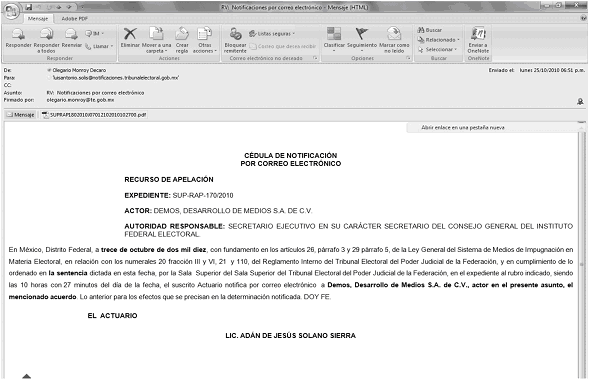 RV: Notificaciones por correo electrónico - Mensaje (HTML)
Mensaje Adobe PDF
Responder Responder a todos Reenviar IM Llamar
Eliminar Mover a una carpeta Crear regla Otras acciones
Bloquear remitente Listas seguras Correo que desea recibir
Clasificar Seguimiento Marcar como no leído
Buscar Relacionado Seleccionar
Enviar a OneNote
Responder Acciones Correo electrónico no deseado Opciones Buscar OneNote
De: Olegario Monroy Decaro Enviado el: lunes 25/10/2010 06:51 p.m.
Para: 'luisantonio.solis@notificaciones.tribunalelectoral.gob.mx'
CC:
Asunto: RV: Notificaciones por correo electrónico
Firmado por: olegario.monroy@te.gob.mx
Mensaje SUPRAP1802010I07012102010102700.pdf
Abrir enlace en una pestaña nueva
CÉDULA DE NOTIFICACIÓN
POR CORREO ELECTRÓNICO
RECURSO DE APELACIÓN
EXPEDIENTE: SUP-RAP-170/2010
ACTOR: DEMOS, DESARROLLO DE MEDIOS S.A. DE C.V.
AUTORIDAD RESPONSABLE: SECRETARIO EJECUTIVO EN SU CARÁCTER SECRETARIO DEL CONSEJO GENERAL DEL INSTITUTO
FEDERAL ELECTORAL.
En México, Distrito Federal, a trece de octubre de dos mil diez, con fundamento en los artículos 26, párrafo 3 y 29 párrafo 5, de la Ley General del Sistema de Medios de Impugnación en
Materia Electoral, en relación con los numerales 20 fracción III y VI, 21 y 110, del Reglamento Interno del Tribunal Electoral del Poder Judicial de la Federación, y en cumplimiento de lo
ordenado en la sentencia dictada en esta fecha, por la Sala Superior del Sala Superior del Tribunal Electoral del Poder Judicial de la Federación, en el expediente al rubro indicado, siendo
las 10 horas con 27 minutos del día de la fecha, el suscrito Actuario notifica por correo electrónico a Demos, Desarrollo de Medios S.A. de C.V., actor en el presente asunto, el
mencionado acuerdo. Lo anterior para los efectos que se precisan en la determinación notificada. DOY FE.
EL ACTUARIO
LIC. ADÁN DE JESÚS SOLANO SIERRA